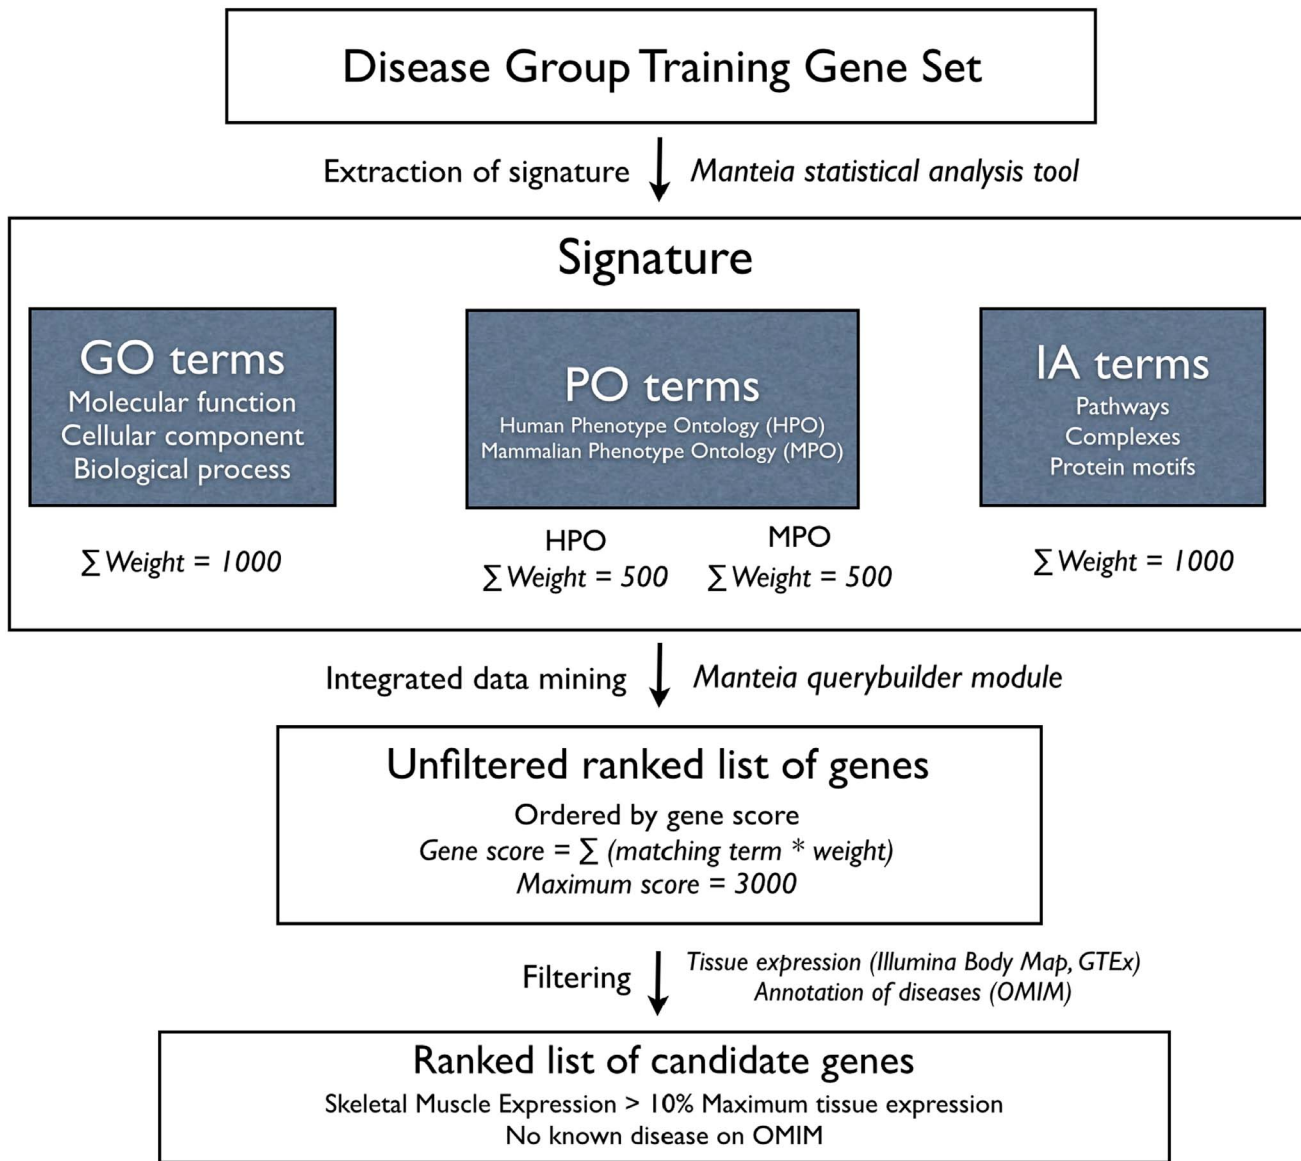 Disease Group Training Gene Set
Extraction of signature
Manteia statistical analysis tool
Signature
GO terms
Molecular function
Cellular component
Biological process
∑ Weight = 1000
PO terms
Human Phenotype Ontology (HPO)
Mammalian Phenotype Ontology (MPO)
HPO
∑ Weight = 500
MPO
∑ Weight = 500
IA terms
Pathways
Complexes
Protein motifs
∑ Weight = 1000
Integrated data mining
Manteia querybuilder module
Unfiltered ranked list of genes
Ordered by gene score
Gene score = ∑ (matching term * weight)
Maximum score = 3000
Filtering
Tissue expression (Illumina Body Map, GTEx)
Annotation of diseases (OMIM)
Ranked list of candidate genes
Skeletal Muscle Expression > 10% Maximum tissue expression
No known disease on OMIM